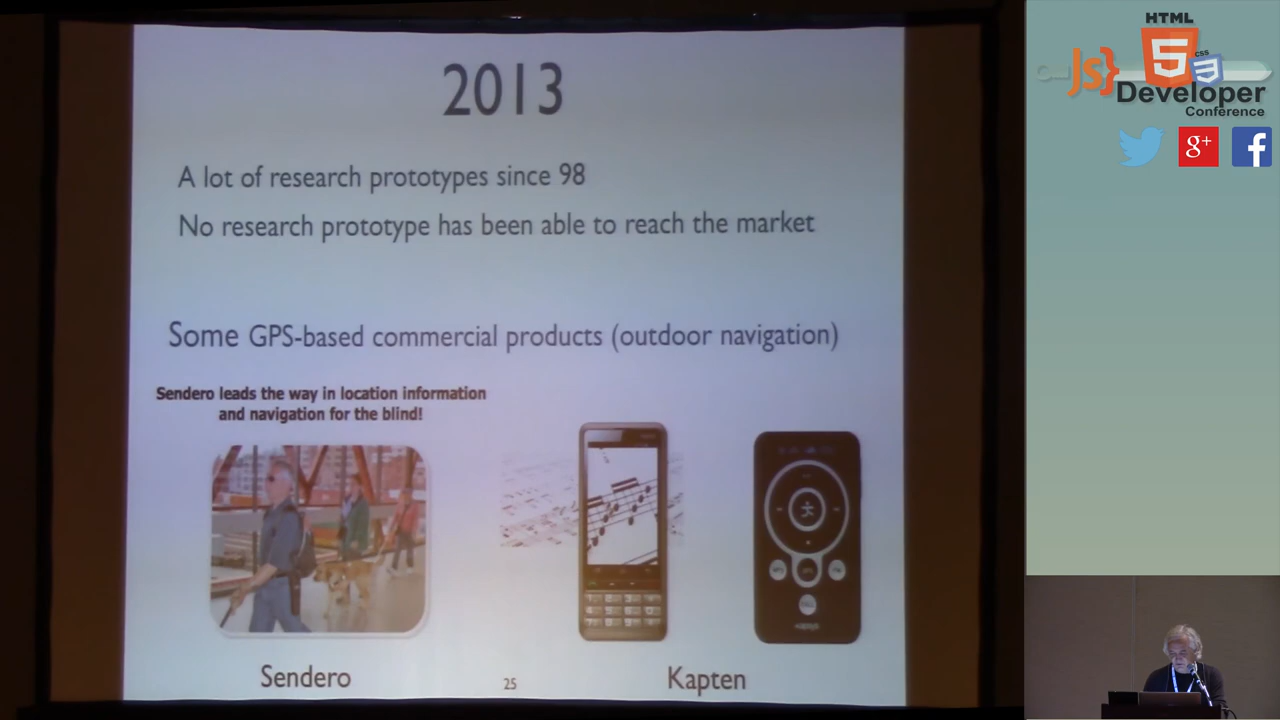 2013
A lot of research prototypes since 98
No research prototype has been able to reach the market
Some GPS-based commercial products (outdoor navigation)
Sendero leads the way in location information
and navigation for the blind!
Sendero
25
Kapten
kapsys
HTML
5
css
3
JS}
Developer
Conference
g+
f